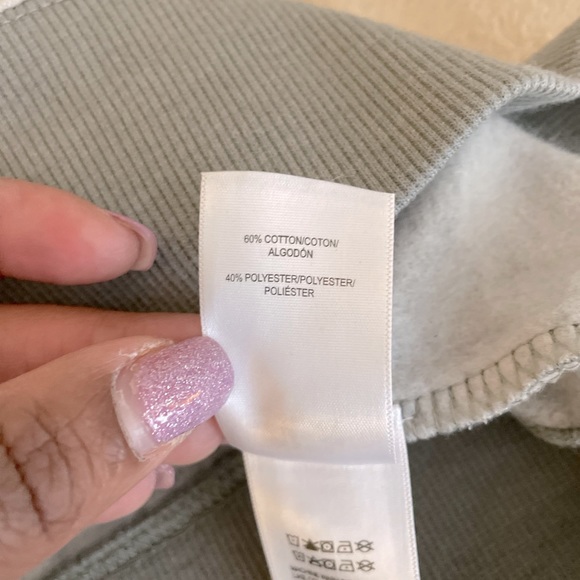 60% COTTON/COTON/
ALGODÓN
40% POLYESTER/POLYESTER/
POLIÉSTER